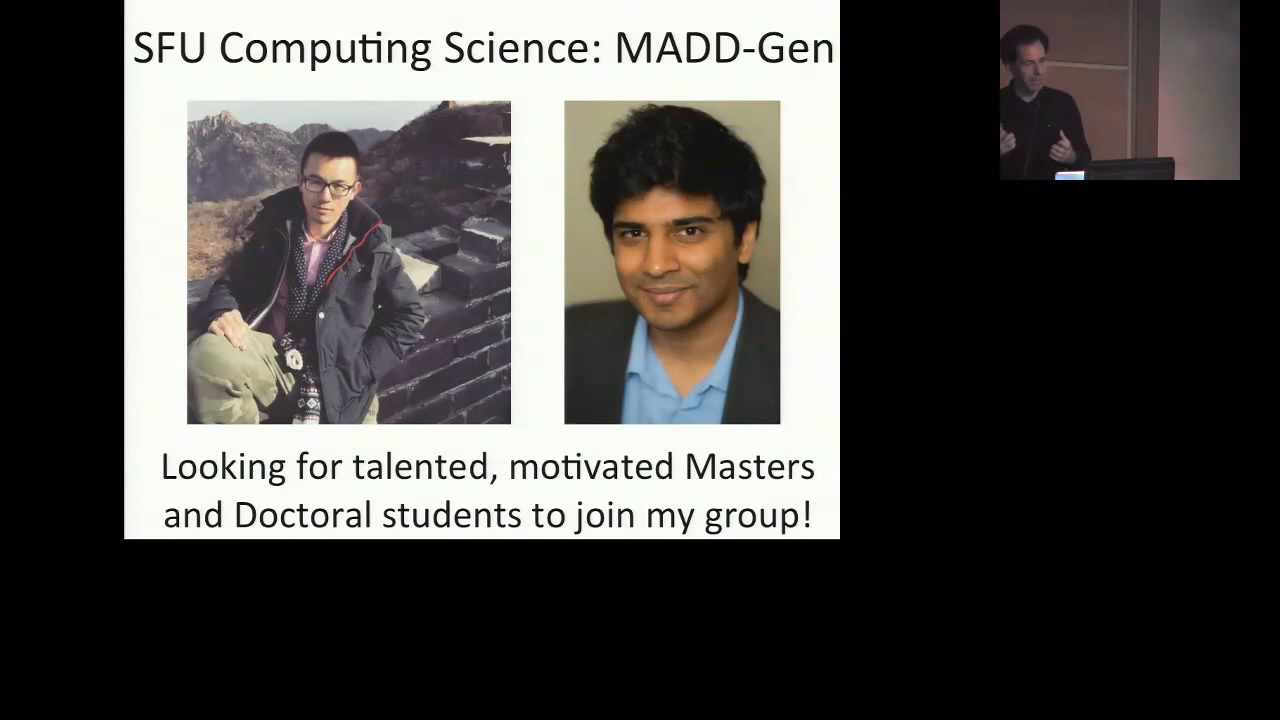 SFU Computing Science: MADD-Gen
Looking for talented, motivated Masters
and Doctoral students to join my group!